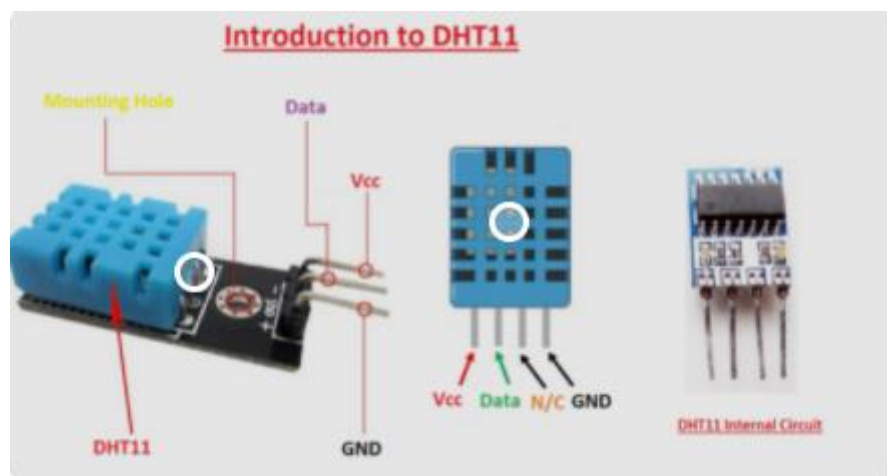 Introduction to DHT11
Mounting Hole
Data
Vcc
DHT11
GND
Vcc Data N/C GND
DHT11 Internal Circuit